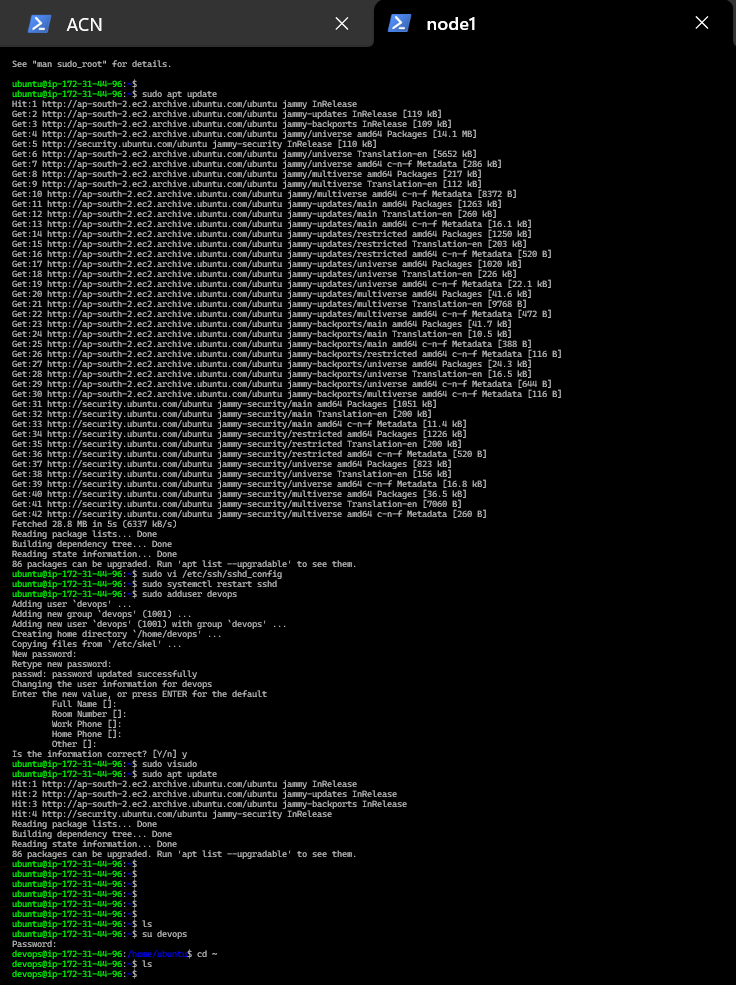 ACN
node1
See "man sudo_root" for details.
ubuntu@ip-172-31-44-96:~$
ubuntu@ip-172-31-44-96:~$ sudo apt update
Hit:1 http://ap-south-2.ec2.archive.ubuntu.com/ubuntu jammy InRelease
Get:2 http://ap-south-2.ec2.archive.ubuntu.com/ubuntu jammy-updates InRelease [119 kB]
Get:3 http://ap-south-2.ec2.archive.ubuntu.com/ubuntu jammy-backports InRelease [109 kB]
Get:4 http://ap-south-2.ec2.archive.ubuntu.com/ubuntu jammy/universe amd64 Packages [14.1 MB]
Get:5 http://security.ubuntu.com/ubuntu jammy-security InRelease [110 kB]
Get:6 http://ap-south-2.ec2.archive.ubuntu.com/ubuntu jammy/universe Translation-en [5652 kB]
Get:7 http://ap-south-2.ec2.archive.ubuntu.com/ubuntu jammy/universe amd64 c-n-f Metadata [286 kB]
Get:8 http://ap-south-2.ec2.archive.ubuntu.com/ubuntu jammy/multiverse amd64 Packages [217 kB]
Get:9 http://ap-south-2.ec2.archive.ubuntu.com/ubuntu jammy/multiverse Translation-en [112 kB]
Get:10 http://ap-south-2.ec2.archive.ubuntu.com/ubuntu jammy/multiverse amd64 c-n-f Metadata [8372 B]
Get:11 http://ap-south-2.ec2.archive.ubuntu.com/ubuntu jammy-updates/main amd64 Packages [1263 kB]
Get:12 http://ap-south-2.ec2.archive.ubuntu.com/ubuntu jammy-updates/main Translation-en [260 kB]
Get:13 http://ap-south-2.ec2.archive.ubuntu.com/ubuntu jammy-updates/main amd64 c-n-f Metadata [16.1 kB]
Get:14 http://ap-south-2.ec2.archive.ubuntu.com/ubuntu jammy-updates/restricted amd64 Packages [1250 kB]
Get:15 http://ap-south-2.ec2.archive.ubuntu.com/ubuntu jammy-updates/restricted Translation-en [203 kB]
Get:16 http://ap-south-2.ec2.archive.ubuntu.com/ubuntu jammy-updates/restricted amd64 c-n-f Metadata [520 B]
Get:17 http://ap-south-2.ec2.archive.ubuntu.com/ubuntu jammy-updates/universe amd64 Packages [1020 kB]
Get:18 http://ap-south-2.ec2.archive.ubuntu.com/ubuntu jammy-updates/universe Translation-en [226 kB]
Get:19 http://ap-south-2.ec2.archive.ubuntu.com/ubuntu jammy-updates/universe amd64 c-n-f Metadata [22.1 kB]
Get:20 http://ap-south-2.ec2.archive.ubuntu.com/ubuntu jammy-updates/multiverse amd64 Packages [41.6 kB]
Get:21 http://ap-south-2.ec2.archive.ubuntu.com/ubuntu jammy-updates/multiverse Translation-en [9768 B]
Get:22 http://ap-south-2.ec2.archive.ubuntu.com/ubuntu jammy-updates/multiverse amd64 c-n-f Metadata [472 B]
Get:23 http://ap-south-2.ec2.archive.ubuntu.com/ubuntu jammy-backports/main amd64 Packages [41.7 kB]
Get:24 http://ap-south-2.ec2.archive.ubuntu.com/ubuntu jammy-backports/main Translation-en [10.5 kB]
Get:25 http://ap-south-2.ec2.archive.ubuntu.com/ubuntu jammy-backports/main amd64 c-n-f Metadata [388 B]
Get:26 http://ap-south-2.ec2.archive.ubuntu.com/ubuntu jammy-backports/restricted amd64 c-n-f Metadata [116 B]
Get:27 http://ap-south-2.ec2.archive.ubuntu.com/ubuntu jammy-backports/universe amd64 Packages [24.3 kB]
Get:28 http://ap-south-2.ec2.archive.ubuntu.com/ubuntu jammy-backports/universe Translation-en [16.5 kB]
Get:29 http://ap-south-2.ec2.archive.ubuntu.com/ubuntu jammy-backports/universe amd64 c-n-f Metadata [644 B]
Get:30 http://ap-south-2.ec2.archive.ubuntu.com/ubuntu jammy-backports/multiverse amd64 c-n-f Metadata [116 B]
Get:31 http://security.ubuntu.com/ubuntu jammy-security/main amd64 Packages [1051 kB]
Get:32 http://security.ubuntu.com/ubuntu jammy-security/main Translation-en [200 kB]
Get:33 http://security.ubuntu.com/ubuntu jammy-security/main amd64 c-n-f Metadata [11.4 kB]
Get:34 http://security.ubuntu.com/ubuntu jammy-security/restricted amd64 Packages [1226 kB]
Get:35 http://security.ubuntu.com/ubuntu jammy-security/restricted Translation-en [200 kB]
Get:36 http://security.ubuntu.com/ubuntu jammy-security/restricted amd64 c-n-f Metadata [520 B]
Get:37 http://security.ubuntu.com/ubuntu jammy-security/universe amd64 Packages [823 kB]
Get:38 http://security.ubuntu.com/ubuntu jammy-security/universe Translation-en [156 kB]
Get:39 http://security.ubuntu.com/ubuntu jammy-security/universe amd64 c-n-f Metadata [16.8 kB]
Get:40 http://security.ubuntu.com/ubuntu jammy-security/multiverse amd64 Packages [36.5 kB]
Get:41 http://security.ubuntu.com/ubuntu jammy-security/multiverse Translation-en [7060 B]
Get:42 http://security.ubuntu.com/ubuntu jammy-security/multiverse amd64 c-n-f Metadata [260 B]
Fetched 28.8 MB in 5s (6337 kB/s)
Reading package lists... Done
Building dependency tree... Done
Reading state information... Done
86 packages can be upgraded. Run 'apt list --upgradable' to see them.
ubuntu@ip-172-31-44-96:~$ sudo vi /etc/ssh/sshd_config
ubuntu@ip-172-31-44-96:~$ sudo systemctl restart sshd
ubuntu@ip-172-31-44-96:~$ sudo adduser devops
Adding user `devops' ...
Adding new group `devops' (1001) ...
Adding new user `devops' (1001) with group `devops' ...
Creating home directory `/home/devops' ...
Copying files from `/etc/skel' ...
New password:
Retype new password:
passwd: password updated successfully
Changing the user information for devops
Enter the new value, or press ENTER for the default
Full Name []:
Room Number []:
Work Phone []:
Home Phone []:
Other []:
Is the information correct? [Y/n] y
ubuntu@ip-172-31-44-96:~$ sudo visudo
ubuntu@ip-172-31-44-96:~$ sudo apt update
Hit:1 http://ap-south-2.ec2.archive.ubuntu.com/ubuntu jammy InRelease
Hit:2 http://ap-south-2.ec2.archive.ubuntu.com/ubuntu jammy-updates InRelease
Hit:3 http://ap-south-2.ec2.archive.ubuntu.com/ubuntu jammy-backports InRelease
Hit:4 http://security.ubuntu.com/ubuntu jammy-security InRelease
Reading package lists... Done
Building dependency tree... Done
Reading state information... Done
86 packages can be upgraded. Run 'apt list --upgradable' to see them.
ubuntu@ip-172-31-44-96:~$
ubuntu@ip-172-31-44-96:~$
ubuntu@ip-172-31-44-96:~$
ubuntu@ip-172-31-44-96:~$
ubuntu@ip-172-31-44-96:~$
ubuntu@ip-172-31-44-96:~$
ubuntu@ip-172-31-44-96:~$ ls
ubuntu@ip-172-31-44-96:~$ su devops
Password:
devops@ip-172-31-44-96:/home/ubuntu$ cd ~
devops@ip-172-31-44-96:~$ ls
devops@ip-172-31-44-96:~$